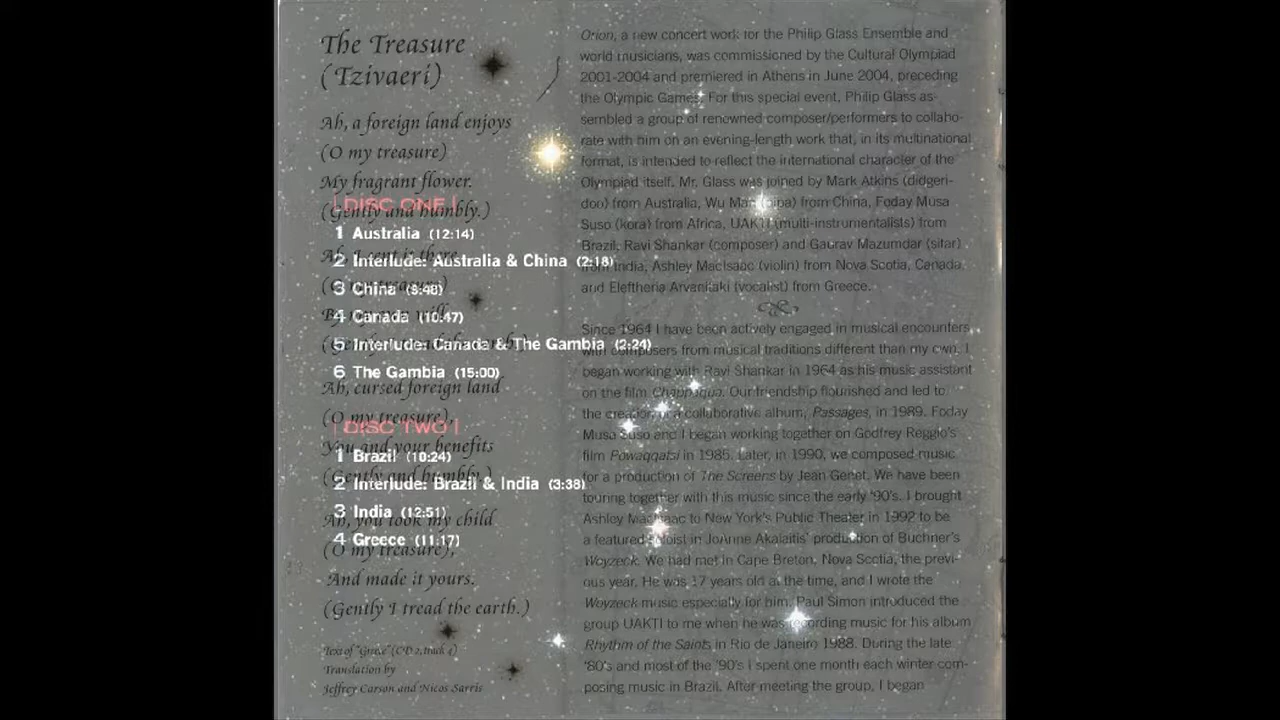 The Treasure
(Tzivaeri)
Ah, a foreign land enjoys
(O my treasure)
My fragrant flower.
(Gently and humbly.)
Ah, cursed foreign land
(O my treasure),
You and your benefits
(Gently and humbly.)
Ah, you took my child
(O my treasure),
And made it yours.
(Gently I tread the earth.)
Text of "Greece" (CD 2, track 4)
Translation by
Jeffrey Carson and Nicos Sarris
| DISC ONE |
1 Australia (12:14)
2 Interlude: Australia & China (2:18)
3 China (8:48)
4 Canada (10:47)
5 Interlude: Canada & The Gambia (2:24)
6 The Gambia (15:00)
| DISC TWO |
1 Brazil (10:24)
2 Interlude: Brazil & India (3:38)
3 India (12:51)
4 Greece (11:17)
Orion, a new concert work for the Philip Glass Ensemble and
world musicians, was commissioned by the Cultural Olympiad
2001-2004 and premiered in Athens in June 2004, preceding
the Olympic Games. For this special event, Philip Glass as-
sembled a group of renowned composer/performers to collabo-
rate with him on an evening-length work that, in its multinational
format, is intended to reflect the international character of the
Olympiad itself. Mr. Glass was joined by Mark Atkins (didgeri-
doo) from Australia, Wu Man (pipa) from China, Foday Musa
Suso (kora) from Africa, UAKTI (multi-instrumentalists) from
Brazil, Ravi Shankar (composer) and Gaurav Mazumdar (sitar)
from India, Ashley MacIsaac (violin) from Nova Scotia, Canada,
and Eleftheria Arvanitaki (vocalist) from Greece.
Since 1964 I have been actively engaged in musical encounters
with composers from musical traditions different than my own. I
began working with Ravi Shankar in 1964 as his music assistant
on the film Chappaqua. Our friendship flourished and led to
the creation of a collaborative album, Passages, in 1989. Foday
Musa Suso and I began working together on Godfrey Reggio's
film Powaqqatsi in 1985. Later, in 1990, we composed music
for a production of The Screens by Jean Genet. We have been
touring together with this music since the early '90's. I brought
Ashley MacIsaac to New York's Public Theater in 1992 to be
a featured soloist in JoAnne Akalaitis' production of Buchner's
Woyzeck. We had met in Cape Breton, Nova Scotia, the previ-
ous year. He was 17 years old at the time, and I wrote the
Woyzeck music especially for him. Paul Simon introduced the
group UAKTI to me when he was recording music for his album
Rhythm of the Saints in Rio de Janeiro 1988. During the late
'80's and most of the '90's I spent one month each winter com-
posing music in Brazil. After meeting the group, I began